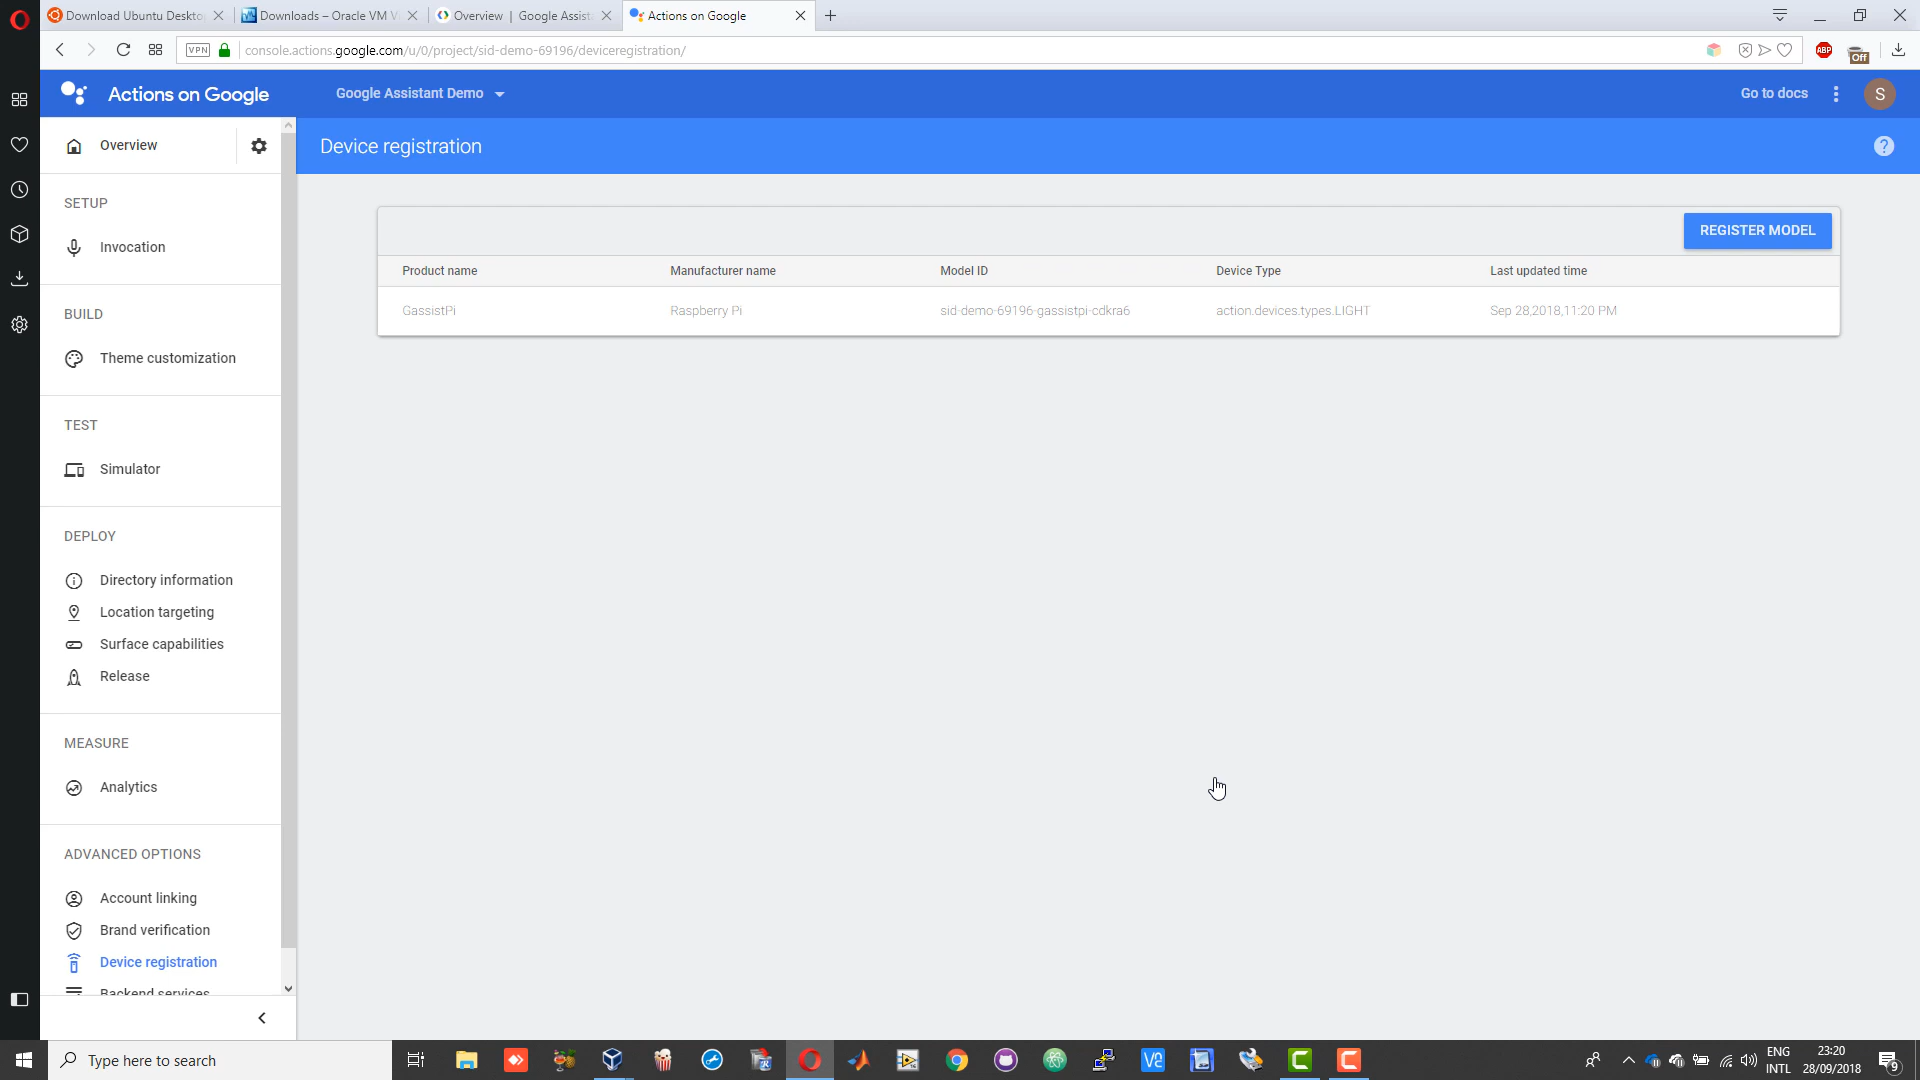 Download Ubuntu Deskto
Downloads – Oracle VM V
Overview | Google Assist
Actions on Google
VPN
console.actions.google.com/u/0/project/sid-demo-69196/deviceregistration/
ABP
Off
Actions on Google
Google Assistant Demo
Go to docs
S
Overview
Device registration
?
SETUP
Invocation
REGISTER MODEL
Product name Manufacturer name Model ID Device Type Last updated time
GassistPi Raspberry Pi sid-demo-69196-gassistpi-cdkra6 action.devices.types.LIGHT Sep 28,2018,11:20 PM
BUILD
Theme customization
TEST
Simulator
DEPLOY
Directory information
Location targeting
Surface capabilities
Release
MEASURE
Analytics
ADVANCED OPTIONS
Account linking
Brand verification
Device registration
Backend services
Type here to search
ENG
INTL
23:20
28/09/2018
9